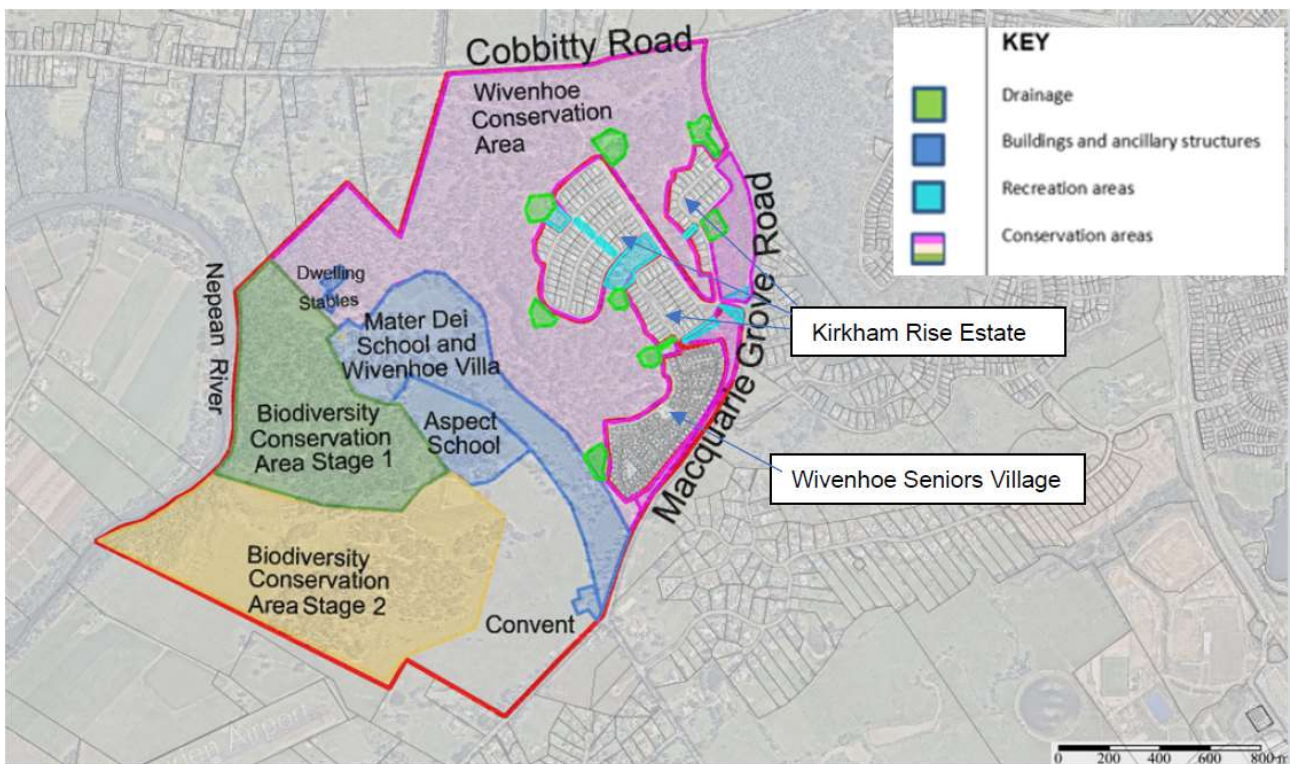 Cobbitty Road
Wivenhoe
Conservation
Area
KEY
Drainage
Buildings and ancillary structures
Recreation areas
Conservation areas
Nepean River
Dwelling
Stables
Mater Dei
School and
Wivenhoe Villa
Macquarie Grove Road
Kirkham Rise Estate
Biodiversity
Conservation
Area Stage 1
Aspect
School
Wivenhoe Seniors Village
Biodiversity
Conservation
Area Stage 2
Convent
Airport
0 200 400 600 800